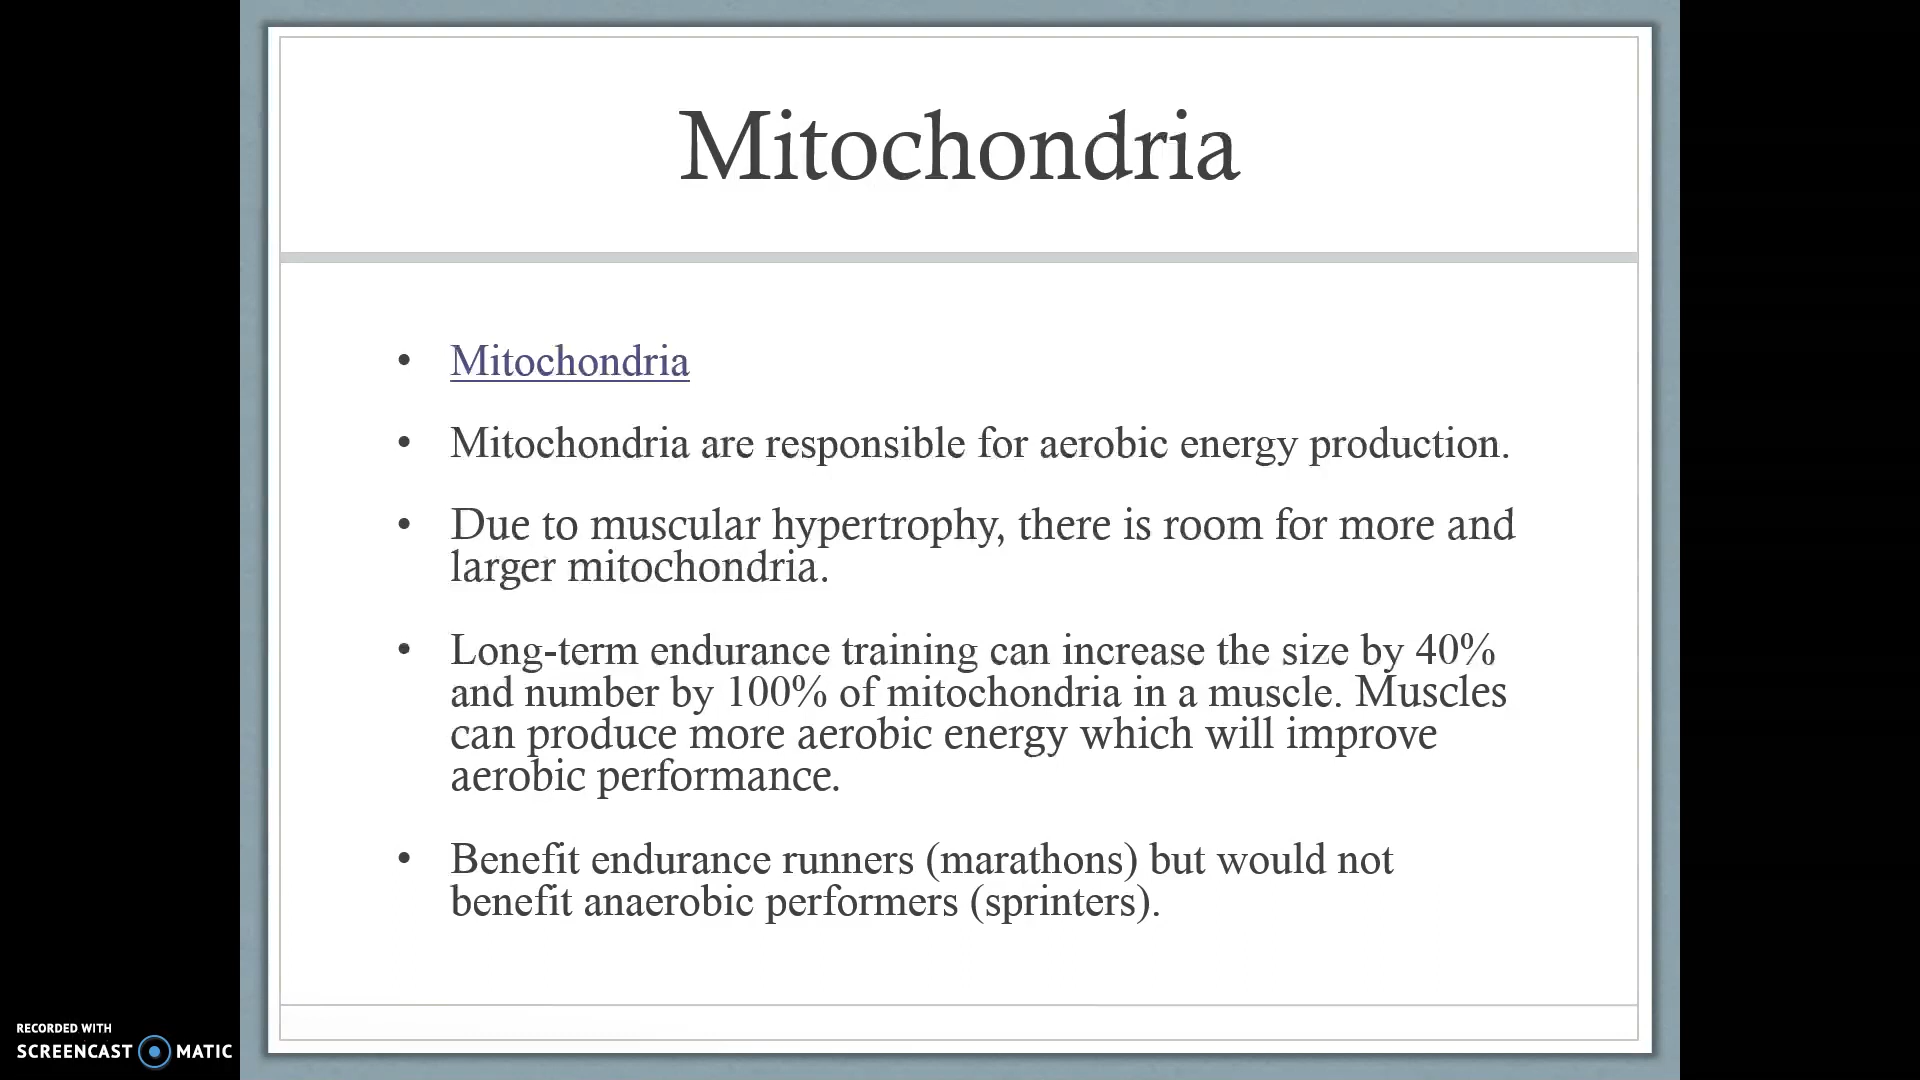 Mitochondria
• Mitochondria
• Mitochondria are responsible for aerobic energy production.
• Due to muscular hypertrophy, there is room for more and
larger mitochondria.
• Long-term endurance training can increase the size by 40%
and number by 100% of mitochondria in a muscle. Muscles
can produce more aerobic energy which will improve
aerobic performance.
• Benefit endurance runners (marathons) but would not
benefit anaerobic performers (sprinters).
RECORDED WITH
SCREENCAST MATIC